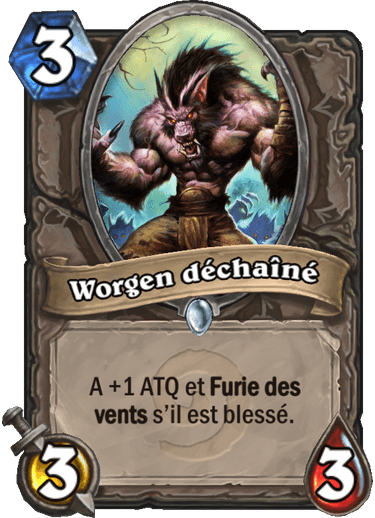 3
Worgen déchaîné
A +1 ATQ et Furie des
vents s'il est blessé.
3
3